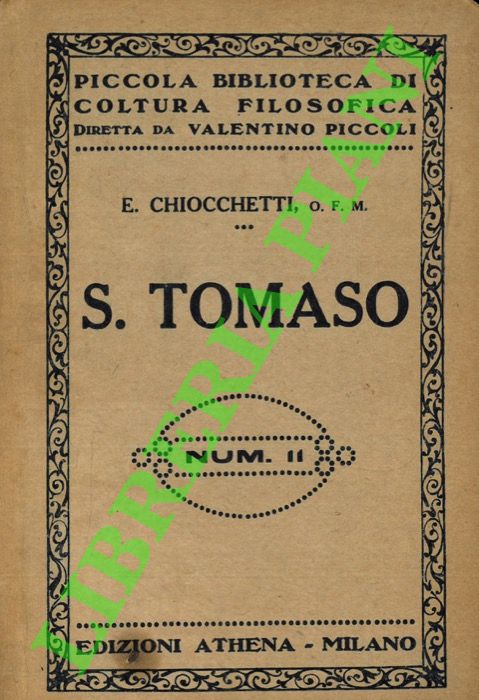 PICCOLA BIBLIOTECA DI
COLTURA FILOSOFICA
DIRETTA DA VALENTINO PICCOLI
E. CHIOCCHETTI, O. F. M.
S. TOMASO
NUM. 11
EDIZIONI ATHENA - MILANO
LIBRERIA PIANI